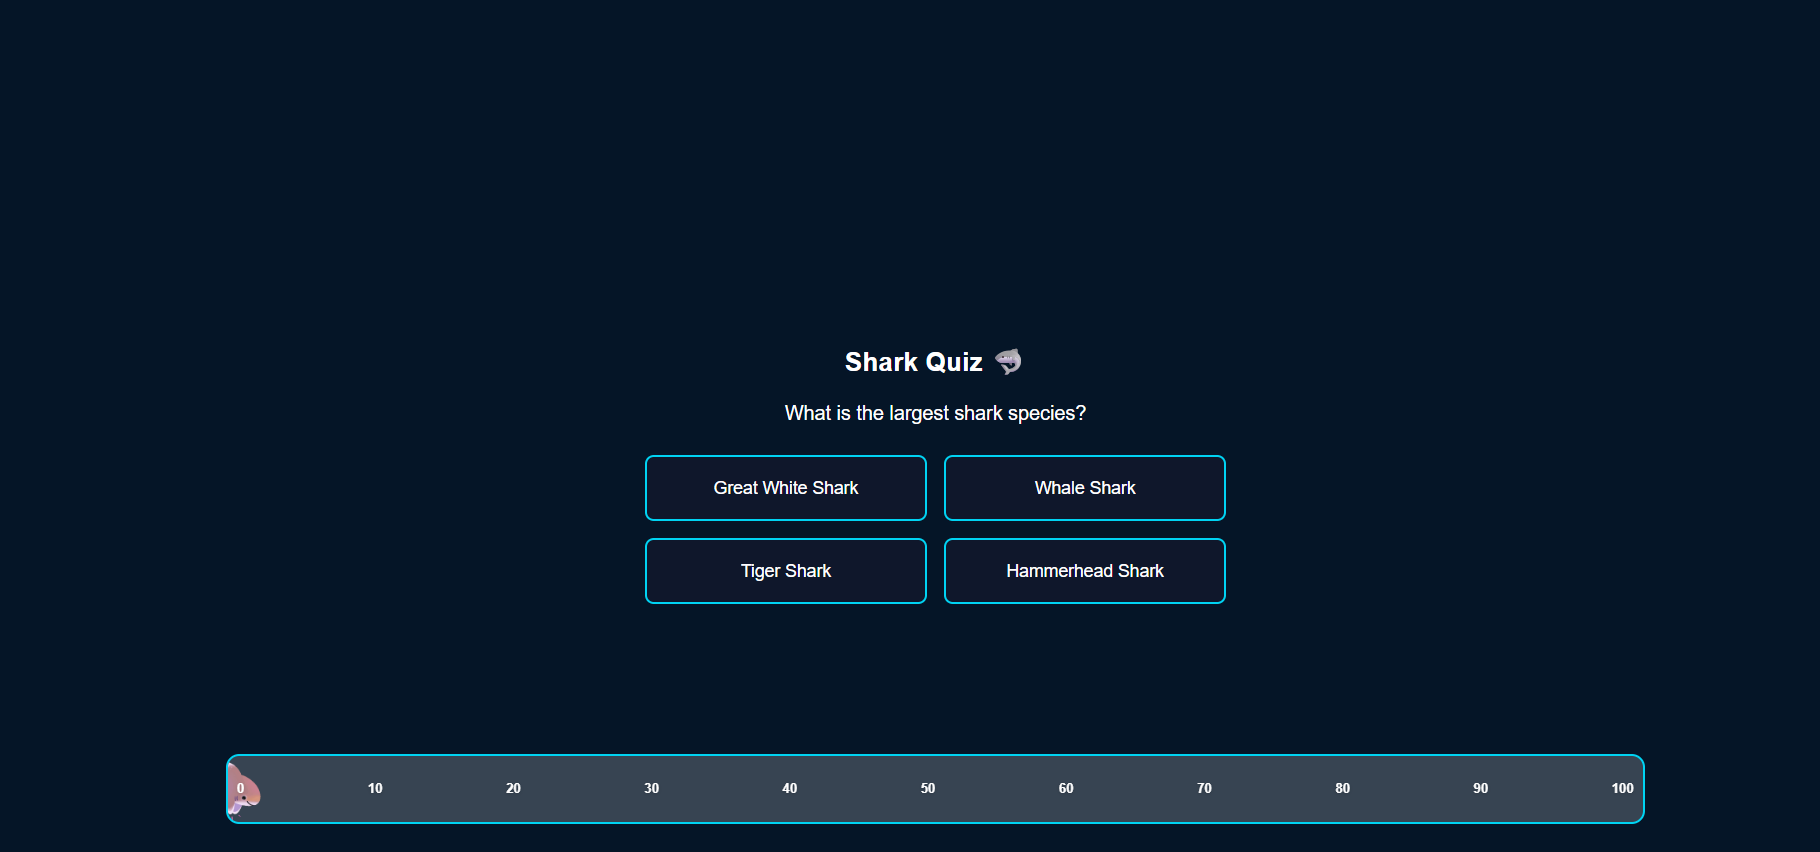 Shark Quiz
What is the largest shark species?
Great White Shark
Whale Shark
Tiger Shark
Hammerhead Shark
0 10 20 30 40 50 60 70 80 90 100